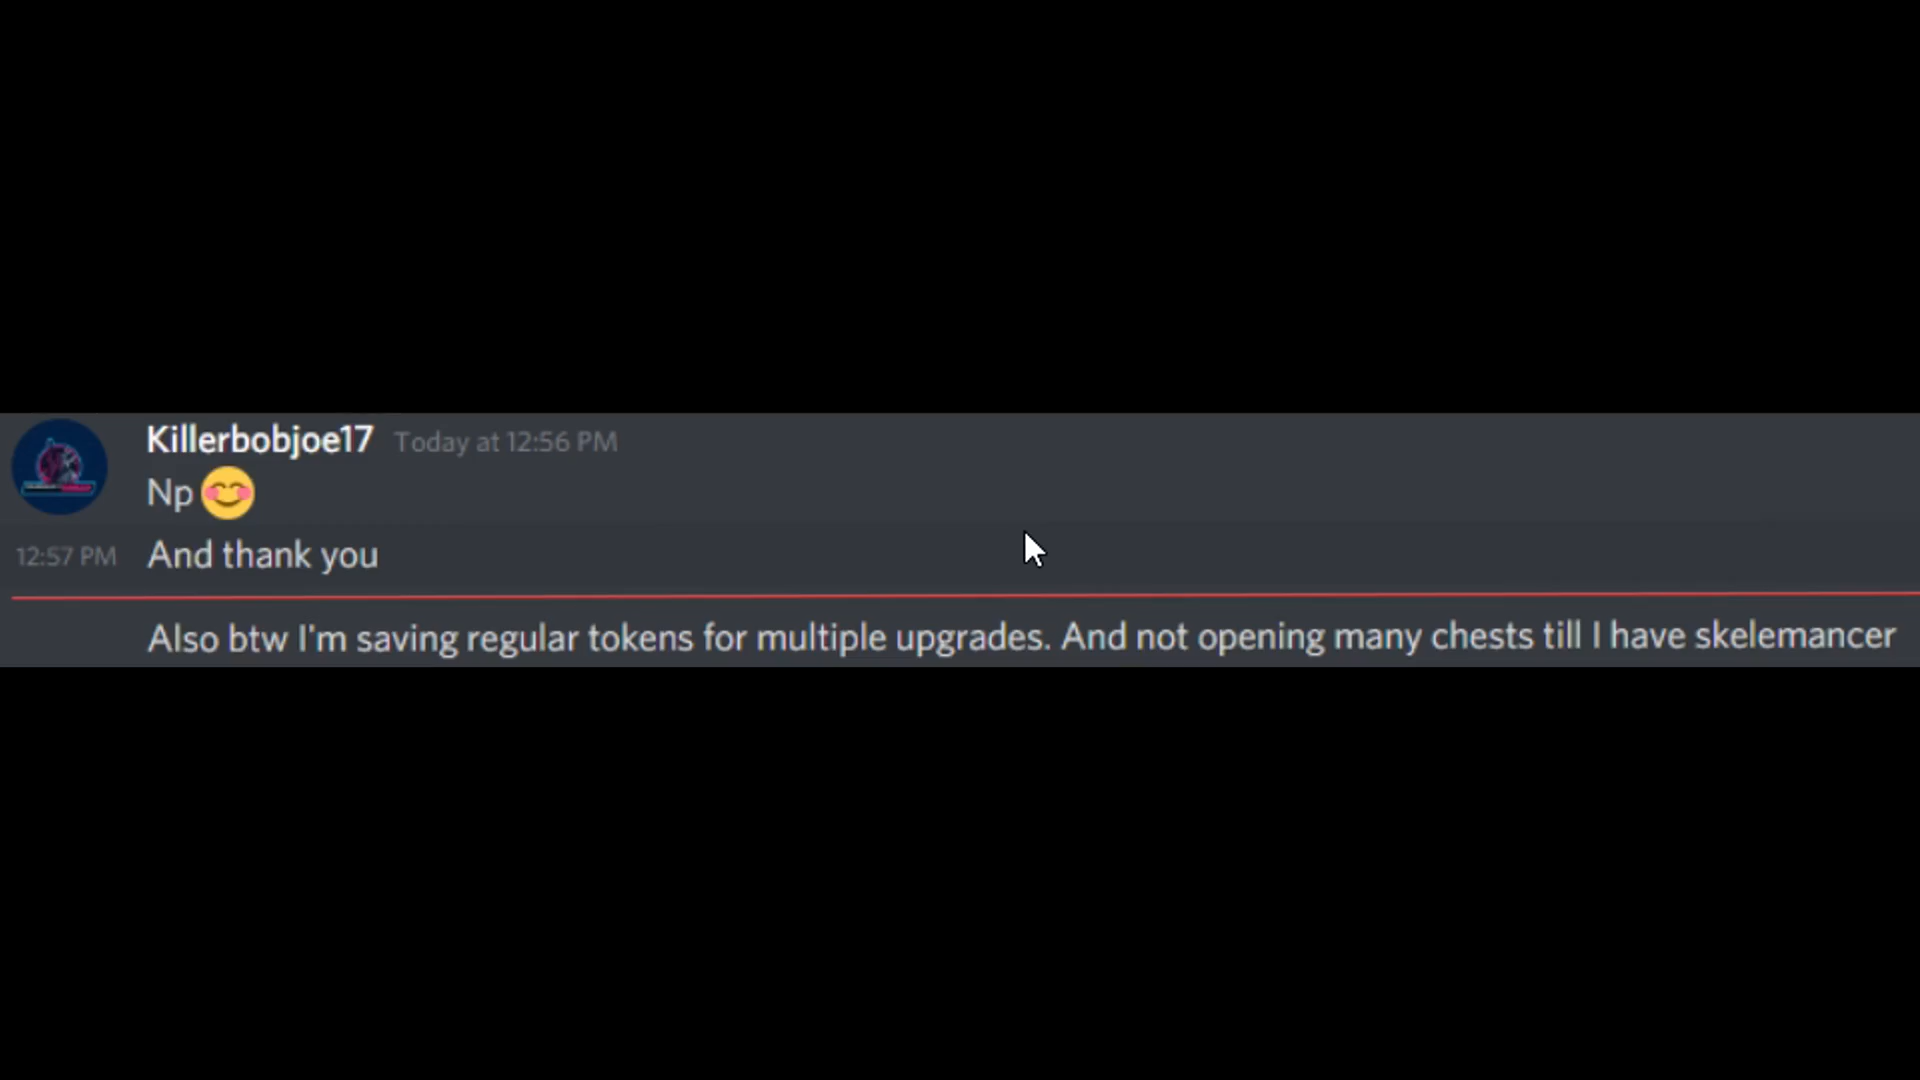 Killerbobjoe17 Today at 12:56 PM
Np 😊
12:57 PM And thank you
Also btw I'm saving regular tokens for multiple upgrades. And not opening many chests till I have skelemancer